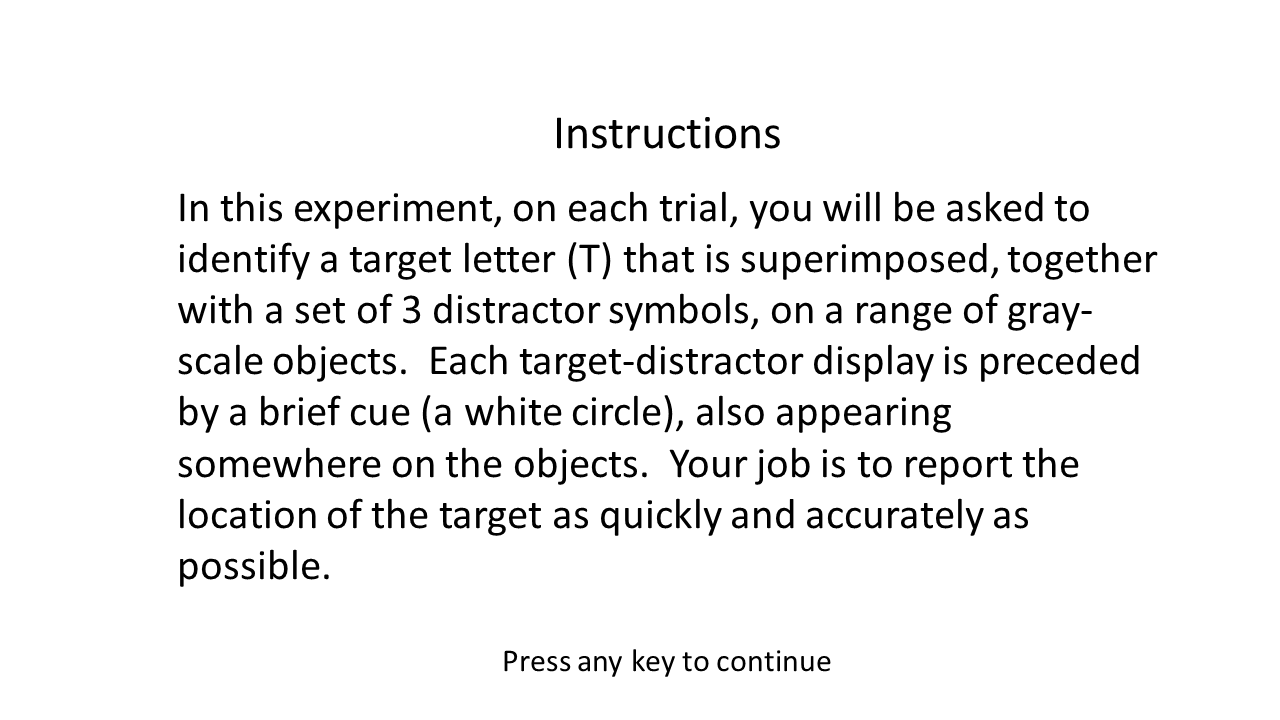 Instructions
In this experiment, on each trial, you will be asked to
identify a target letter (T) that is superimposed, together
with a set of 3 distractor symbols, on a range of gray-
scale objects.  Each target-distractor display is preceded
by a brief cue (a white circle), also appearing
somewhere on the objects.  Your job is to report the
location of the target as quickly and accurately as
possible.
Press any key to continue